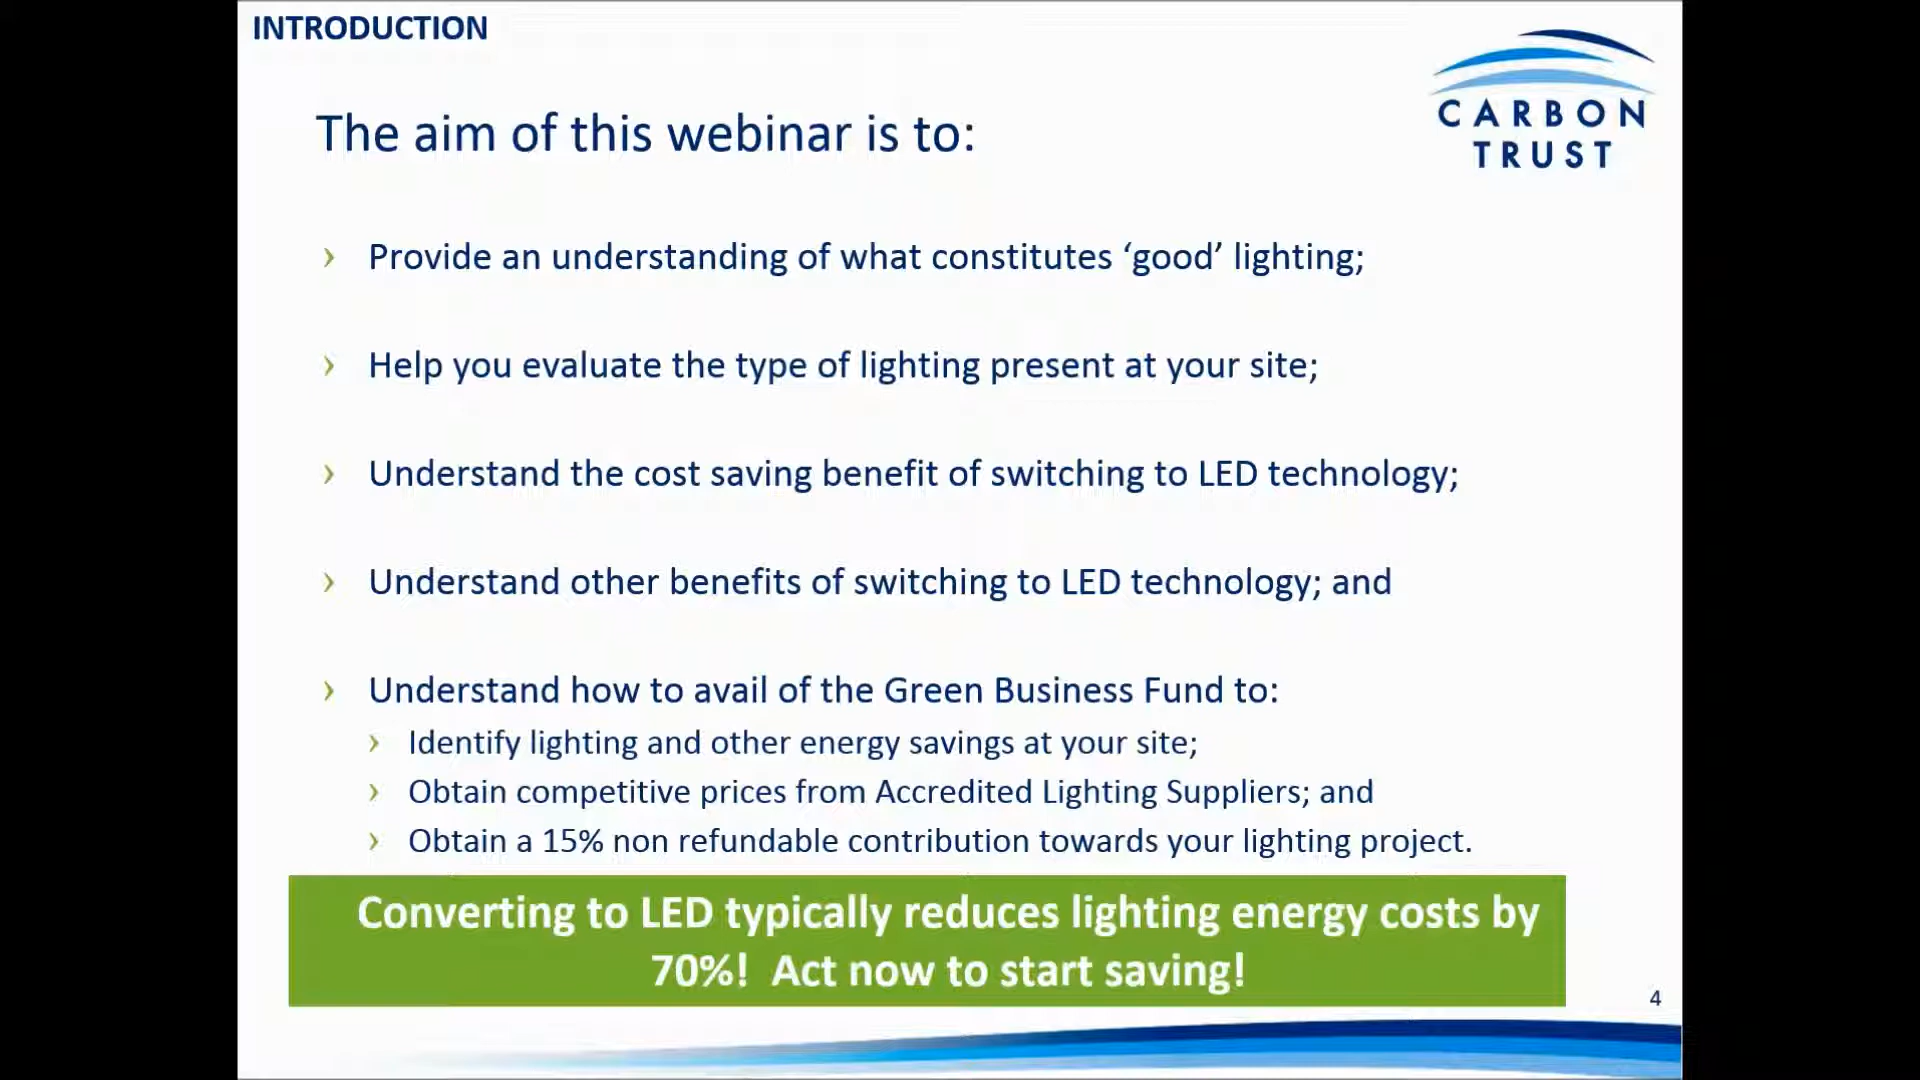 INTRODUCTION
CARBON
TRUST
The aim of this webinar is to:
› Provide an understanding of what constitutes ‘good’ lighting;
› Help you evaluate the type of lighting present at your site;
› Understand the cost saving benefit of switching to LED technology;
› Understand other benefits of switching to LED technology; and
› Understand how to avail of the Green Business Fund to:
› Identify lighting and other energy savings at your site;
› Obtain competitive prices from Accredited Lighting Suppliers; and
› Obtain a 15% non refundable contribution towards your lighting project.
Converting to LED typically reduces lighting energy costs by
70%! Act now to start saving!
4